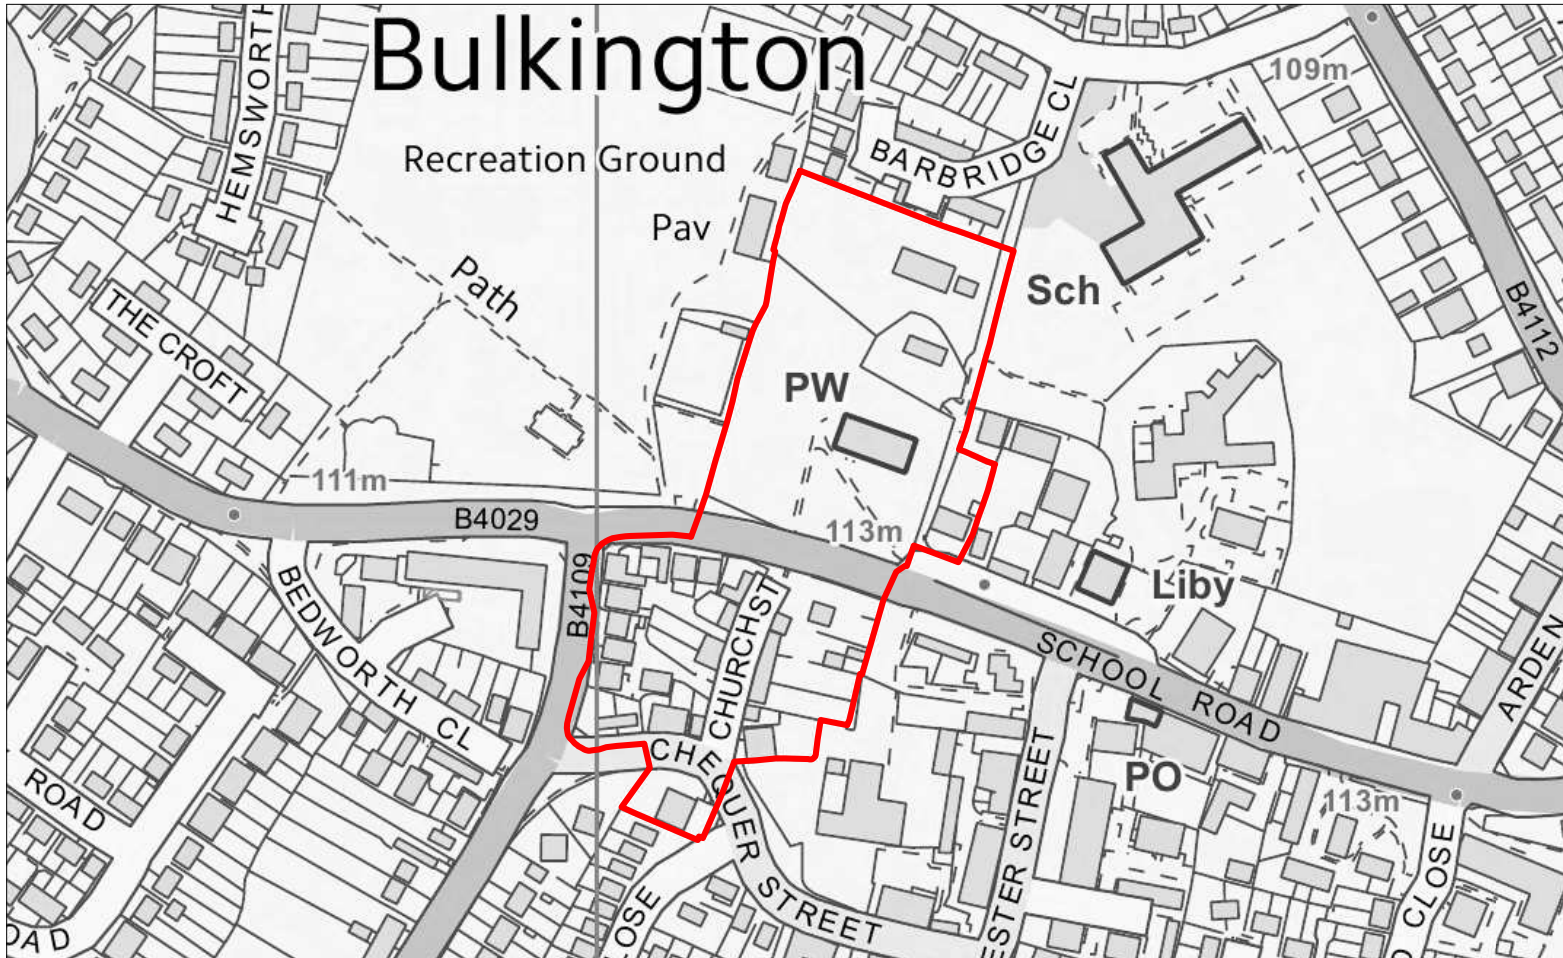 Bulkington
HEMSWORTH
Recreation Ground
Pav
Path
BARBRIDGE CL
109m
Sch
B4112
THE CROFT
PW
111m
B4029
113m
B4109
BEDWORTH CL
CHURCH ST
Liby
SCHOOL ROAD
ARDEN
CHEQUER STREET
PO
113m
ROAD
OAD
LOSE
ESTER STREET
CLOSE